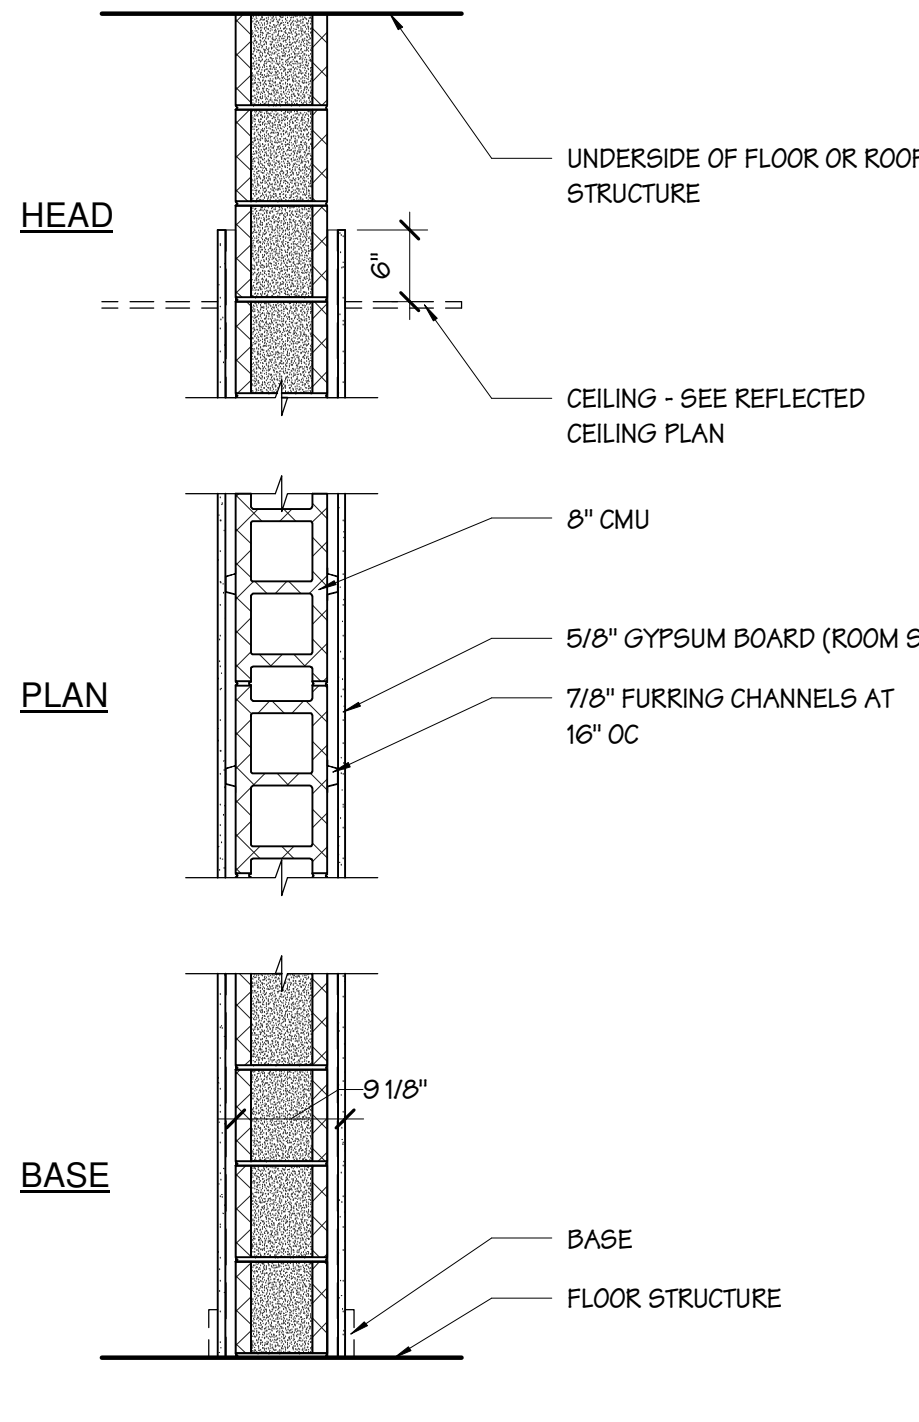 UNDERSIDE OF FLOOR OR ROOF
STRUCTURE
HEAD
6"
CEILING - SEE REFLECTED
CEILING PLAN
8" CMU
5/8" GYPSUM BOARD (ROOM S
PLAN
7/8" FURRING CHANNELS AT
16" OC
9 1/8"
BASE
BASE
FLOOR STRUCTURE